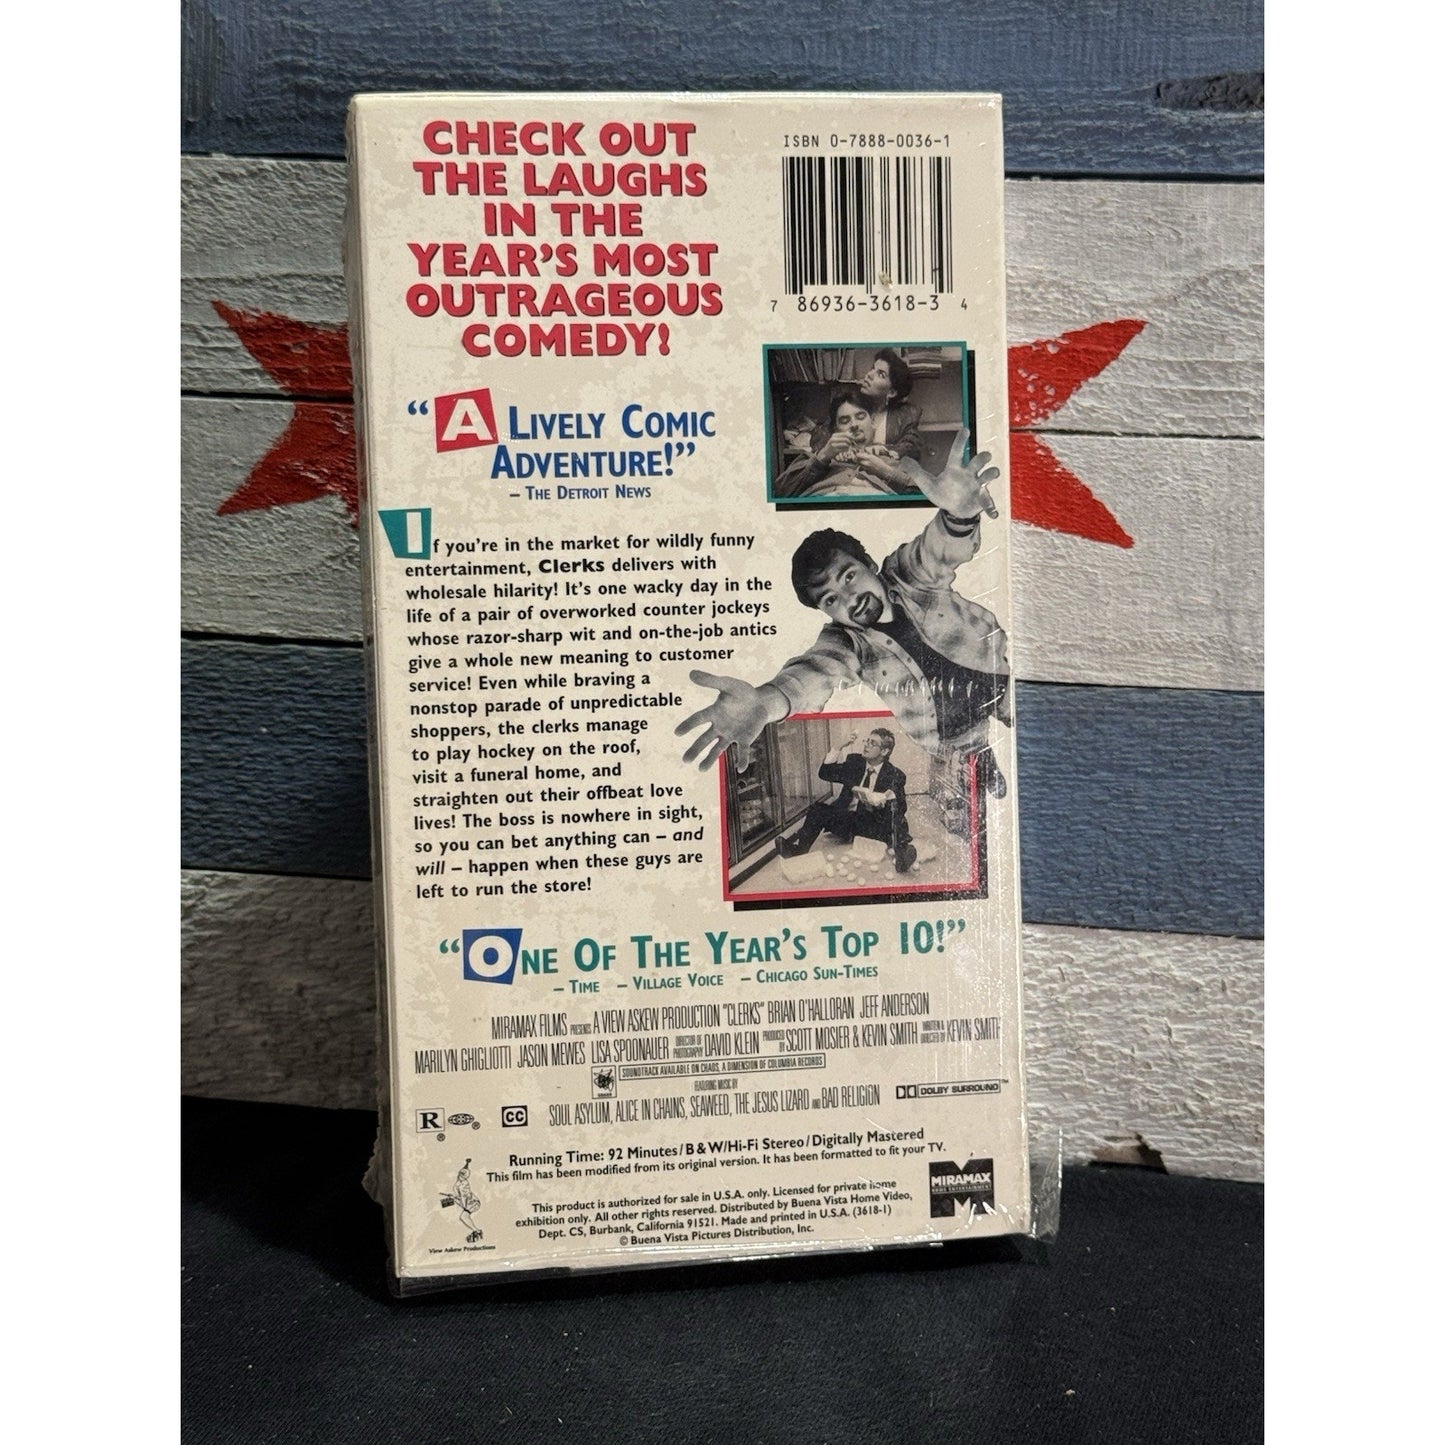 CHECK OUT
THE LAUGHS
IN THE
YEAR'S MOST
OUTRAGEOUS
COMEDY!
ISBN 0-7888-0036-1
7 86936-3618-3 4
"A LIVELY COMIC
ADVENTURE!"
– THE DETROIT NEWS
If you're in the market for wildly funny
entertainment, Clerks delivers with
wholesale hilarity! It's one wacky day in the
life of a pair of overworked counter jockeys
whose razor-sharp wit and on-the-job antics
give a whole new meaning to customer
service! Even while braving a
nonstop parade of unpredictable
shoppers, the clerks manage
to play hockey on the roof,
visit a funeral home, and
straighten out their offbeat love
lives! The boss is nowhere in sight,
so you can bet anything can – and
will – happen when these guys are
left to run the store!
"ONE OF THE YEAR'S TOP 10!"
– TIME – VILLAGE VOICE – CHICAGO SUN-TIMES
MIRAMAX FILMS PRESENTS A VIEW ASKEW PRODUCTION "CLERKS" BRIAN O'HALLORAN JEFF ANDERSON
MARILYN GHIGLIOTTI JASON MEWES LISA SPOONAUER DIRECTOR OF PHOTOGRAPHY DAVID KLEIN PRODUCED BY SCOTT MOSIER & KEVIN SMITH WRITTEN & DIRECTED BY KEVIN SMITH
SOUNDTRACK AVAILABLE ON CHAOS, A DIMENSION OF COLUMBIA RECORDS
FEATURING MUSIC BY
SOUL ASYLUM, ALICE IN CHAINS, SEAWEED, THE JESUS LIZARD AND BAD RELIGION
DOLBY SURROUND™
R ® ®
CC
Running Time: 92 Minutes/B&W/Hi-Fi Stereo/Digitally Mastered
This film has been modified from its original version. It has been formatted to fit your TV.
This product is authorized for sale in U.S.A. only. Licensed for private home
exhibition only. All other rights reserved. Distributed by Buena Vista Home Video,
Dept. CS, Burbank, California 91521. Made and printed in U.S.A. (3618-1)
© Buena Vista Pictures Distribution, Inc.
View Askew Productions
MIRAMAX
HOME ENTERTAINMENT